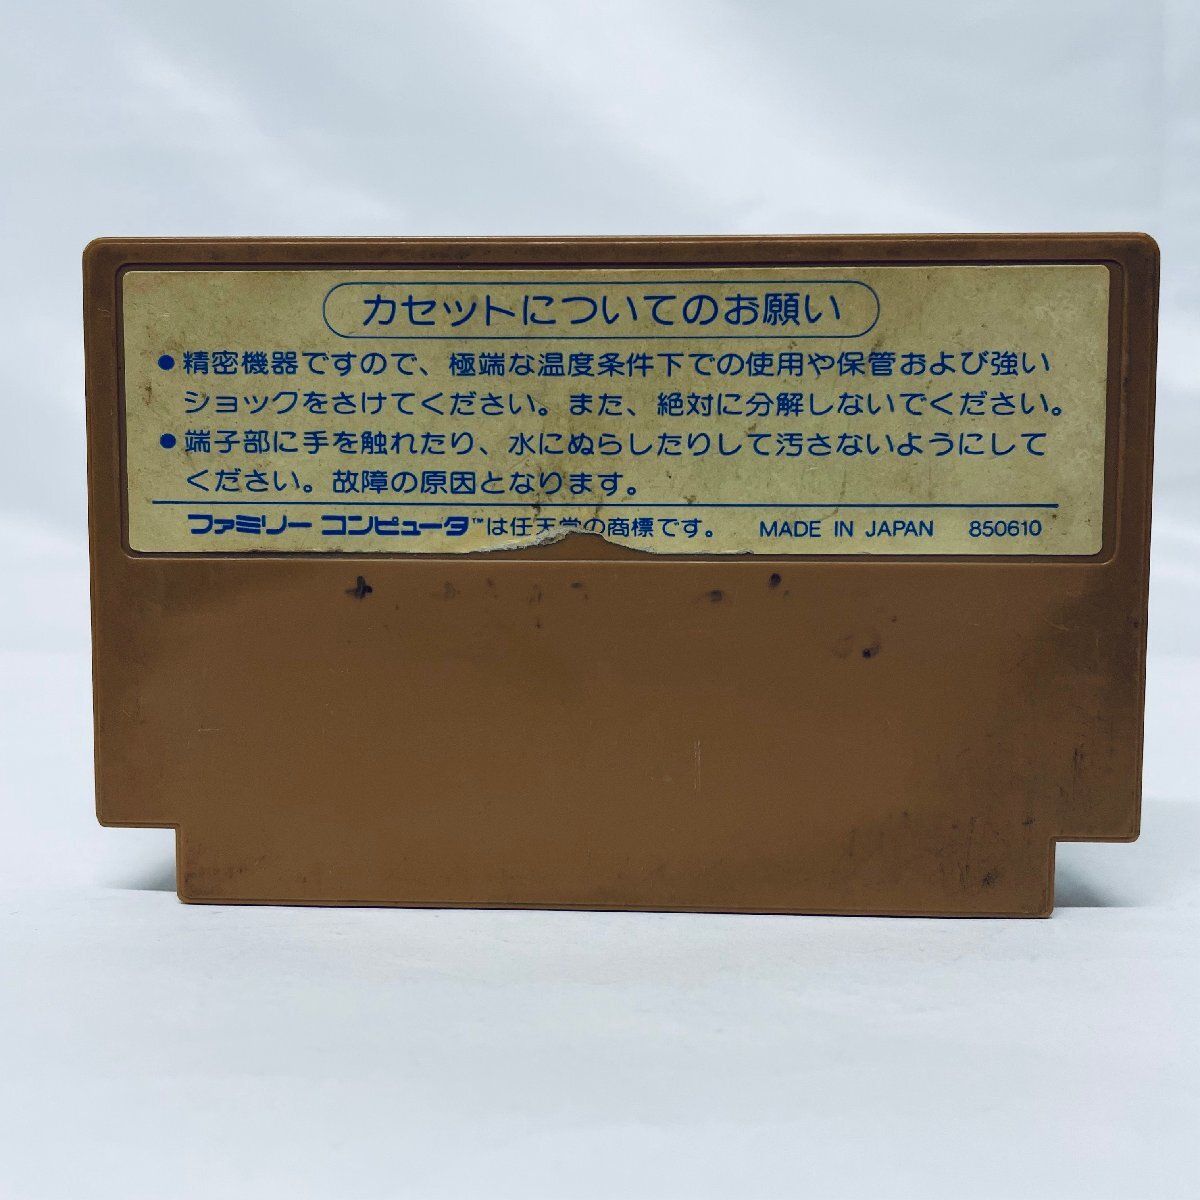 カセットについてのお願い
●精密機器ですので、極端な温度条件下での使用や保管および強い
ショックをさけてください。また、絶対に分解しないでください。
●端子部に手を触れたり、水にぬらしたりして汚さないようにして
ください。故障の原因となります。
ファミリー コンピュータ™は任天堂の商標です。 MADE IN JAPAN 850610